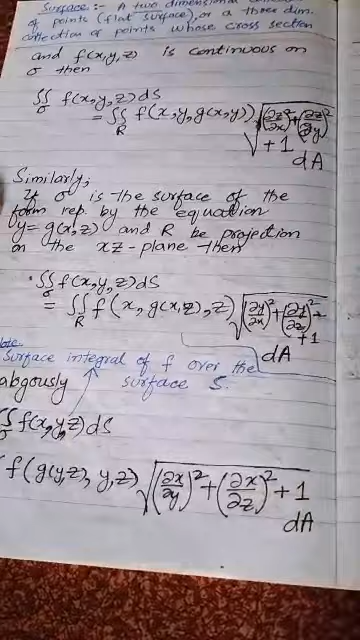 Surface :- A two dimensional
of points (flat surface), or a three dim.
collection of points whose cross section
and f(x,y,z) is continuous on
σ then
∬σ f(x,y,z) dS
= ∬R f(x,y,g(x,y)) √((∂z/∂x)²+(∂z/∂y)²+1) dA
Similarly;
If σ is the surface of the
form rep. by the equation
y=g(x,z) and R be projection
on the xz-plane then
∬σ f(x,y,z) dS
= ∬R f(x, g(x,z), z) √((∂y/∂x)²+(∂y/∂z)²+1) dA
Note
Surface integral of f over the
surface S.
abgously
∬σ f(x,y,z) dS
f(g(y,z), y,z) √((∂x/∂y)²+(∂x/∂z)²+1) dA